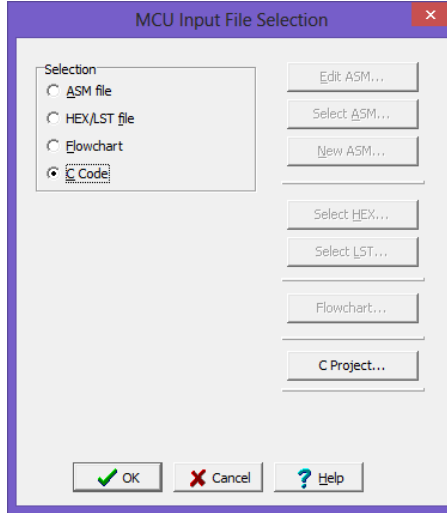 MCU Input File Selection
Selection
ASM file
HEX/LST file
Flowchart
C Code
Edit ASM...
Select ASM...
New ASM...
Select HEX...
Select LST...
Flowchart...
C Project...
OK
Cancel
Help